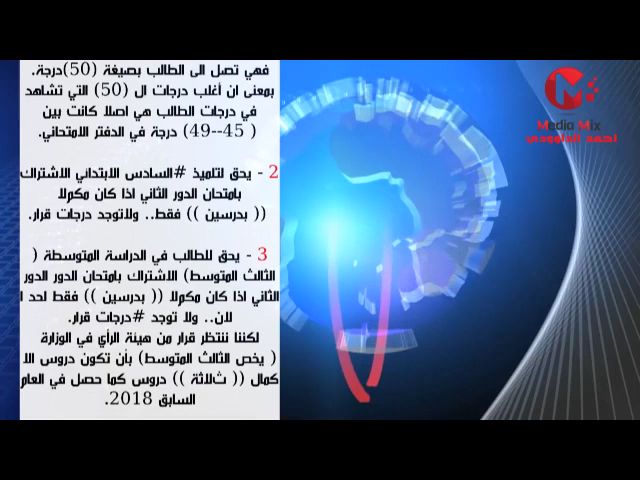 فهي تصل الى الطالب بصيغة (50)درجة.
بمعنى ان أغلب درجات ال (50) التي تشاهد
في درجات الطالب هي اصلا كانت بين
( 45--49) درجة في الدفتر الامتحاني.
2 - يحق لتلميذ #السادس الابتدائي الاشتراك
بامتحان الدور الثاني اذا كان مكملا
(( بدرسين )) فقط.. ولاتوجد درجات قرار.
3 - يحق للطالب في الدراسة المتوسطة (
الثالث المتوسط) الاشتراك بامتحان الدور الدور
الثاني اذا كان مكملا (( بدرسين )) فقط لحد ا
لان.. ولا توجد #درجات قرار.
لكننا ننتظر قرار من هيئة الرأي في الوزارة
( يخص الثالث المتوسط) بأن تكون دروس الا
كمال (( ثلاثة )) دروس كما حصل في العام
السابق 2018.
Media Mix
احمد الداوودي